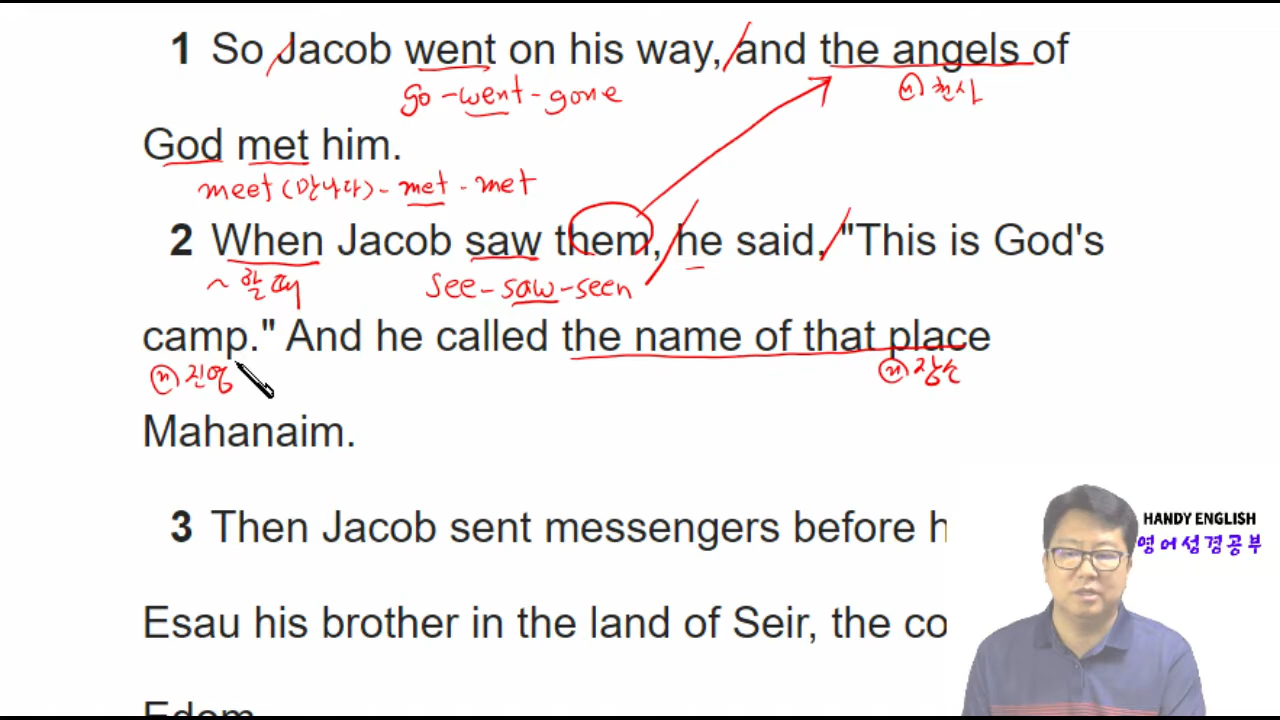 1 So Jacob went on his way, and the angels of
go-went-gone
ⓝ 천사
God met him.
meet(만나다)-met-met
2 When Jacob saw them, he said, "This is God's
~할 때
see-saw-seen
camp." And he called the name of that place
ⓝ 진영
ⓝ 장소
Mahanaim.
3 Then Jacob sent messengers before h
HANDY ENGLISH
영어성경공부
Esau his brother in the land of Seir, the co
Edom